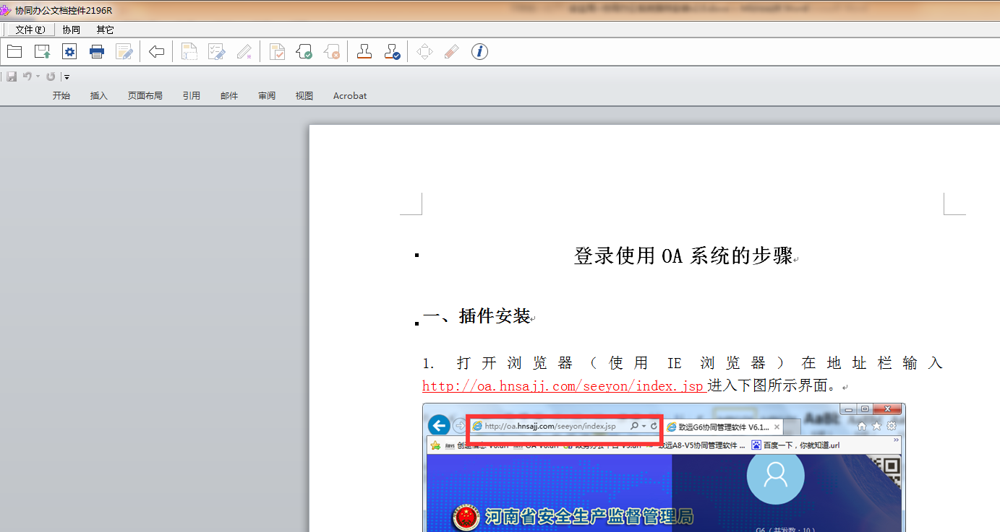 协同办公文档控件2196R
文件(F) 协同 其它
开始 插入 页面布局 引用 邮件 审阅 视图 Acrobat
登录使用 OA 系统的步骤
一、插件安装
1. 打开浏览器（使用 IE 浏览器）在地址栏输入
http://oa.hnsajj.com/seeyon/index.jsp 进入下图所示界面。
http://oa.hnsajj.com/seeyon/index.jsp 致远G6协同管理软件 V6.1...
致远A8-V5协同管理软件 ... 百度一下，你就知道.url
河南省安全生产监督管理局
G6（并发数：10）